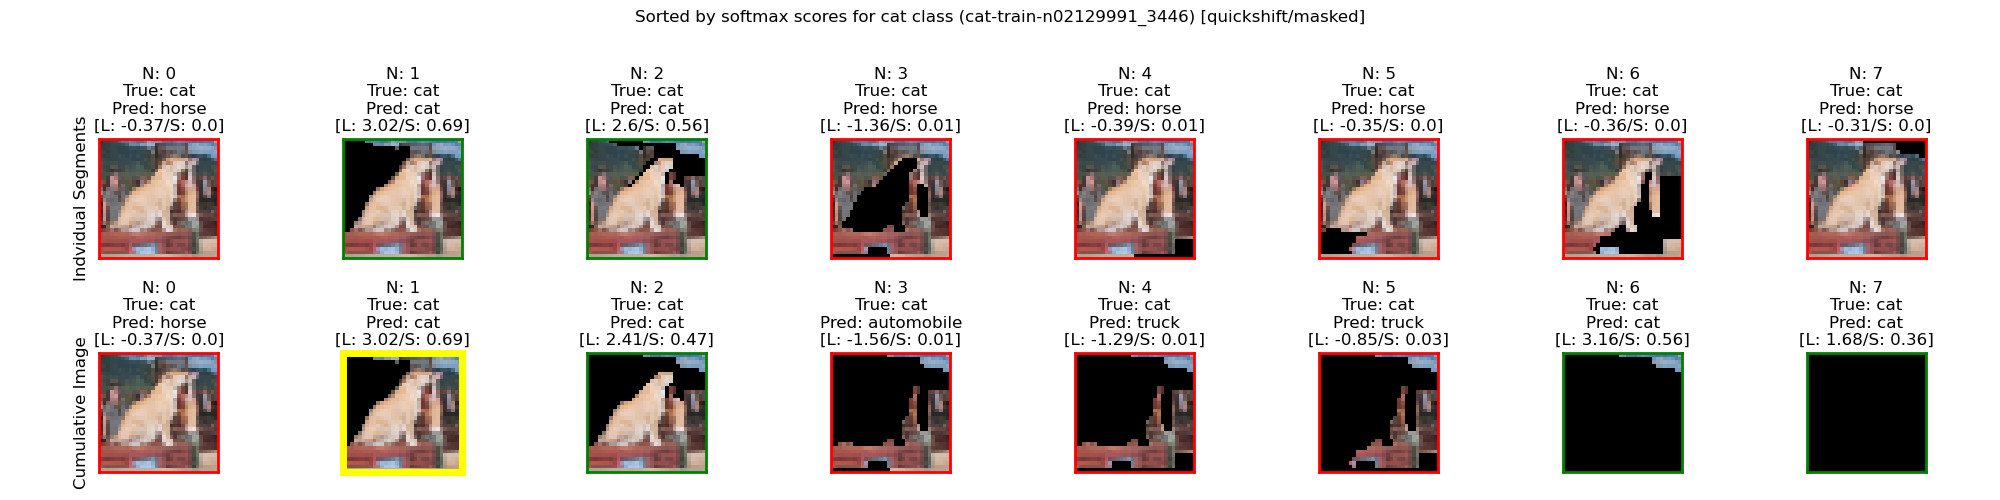 Sorted by softmax scores for cat class (cat-train-n02129991_3446) [quickshift/masked]
Indvidual Segments
N: 0
True: cat
Pred: horse
[L: -0.37/S: 0.0]
N: 1
True: cat
Pred: cat
[L: 3.02/S: 0.69]
N: 2
True: cat
Pred: cat
[L: 2.6/S: 0.56]
N: 3
True: cat
Pred: horse
[L: -1.36/S: 0.01]
N: 4
True: cat
Pred: horse
[L: -0.39/S: 0.01]
N: 5
True: cat
Pred: horse
[L: -0.35/S: 0.0]
N: 6
True: cat
Pred: horse
[L: -0.36/S: 0.0]
N: 7
True: cat
Pred: horse
[L: -0.31/S: 0.0]
Cumulative Image
N: 0
True: cat
Pred: horse
[L: -0.37/S: 0.0]
N: 1
True: cat
Pred: cat
[L: 3.02/S: 0.69]
N: 2
True: cat
Pred: cat
[L: 2.41/S: 0.47]
N: 3
True: cat
Pred: automobile
[L: -1.56/S: 0.01]
N: 4
True: cat
Pred: truck
[L: -1.29/S: 0.01]
N: 5
True: cat
Pred: truck
[L: -0.85/S: 0.03]
N: 6
True: cat
Pred: cat
[L: 3.16/S: 0.56]
N: 7
True: cat
Pred: cat
[L: 1.68/S: 0.36]